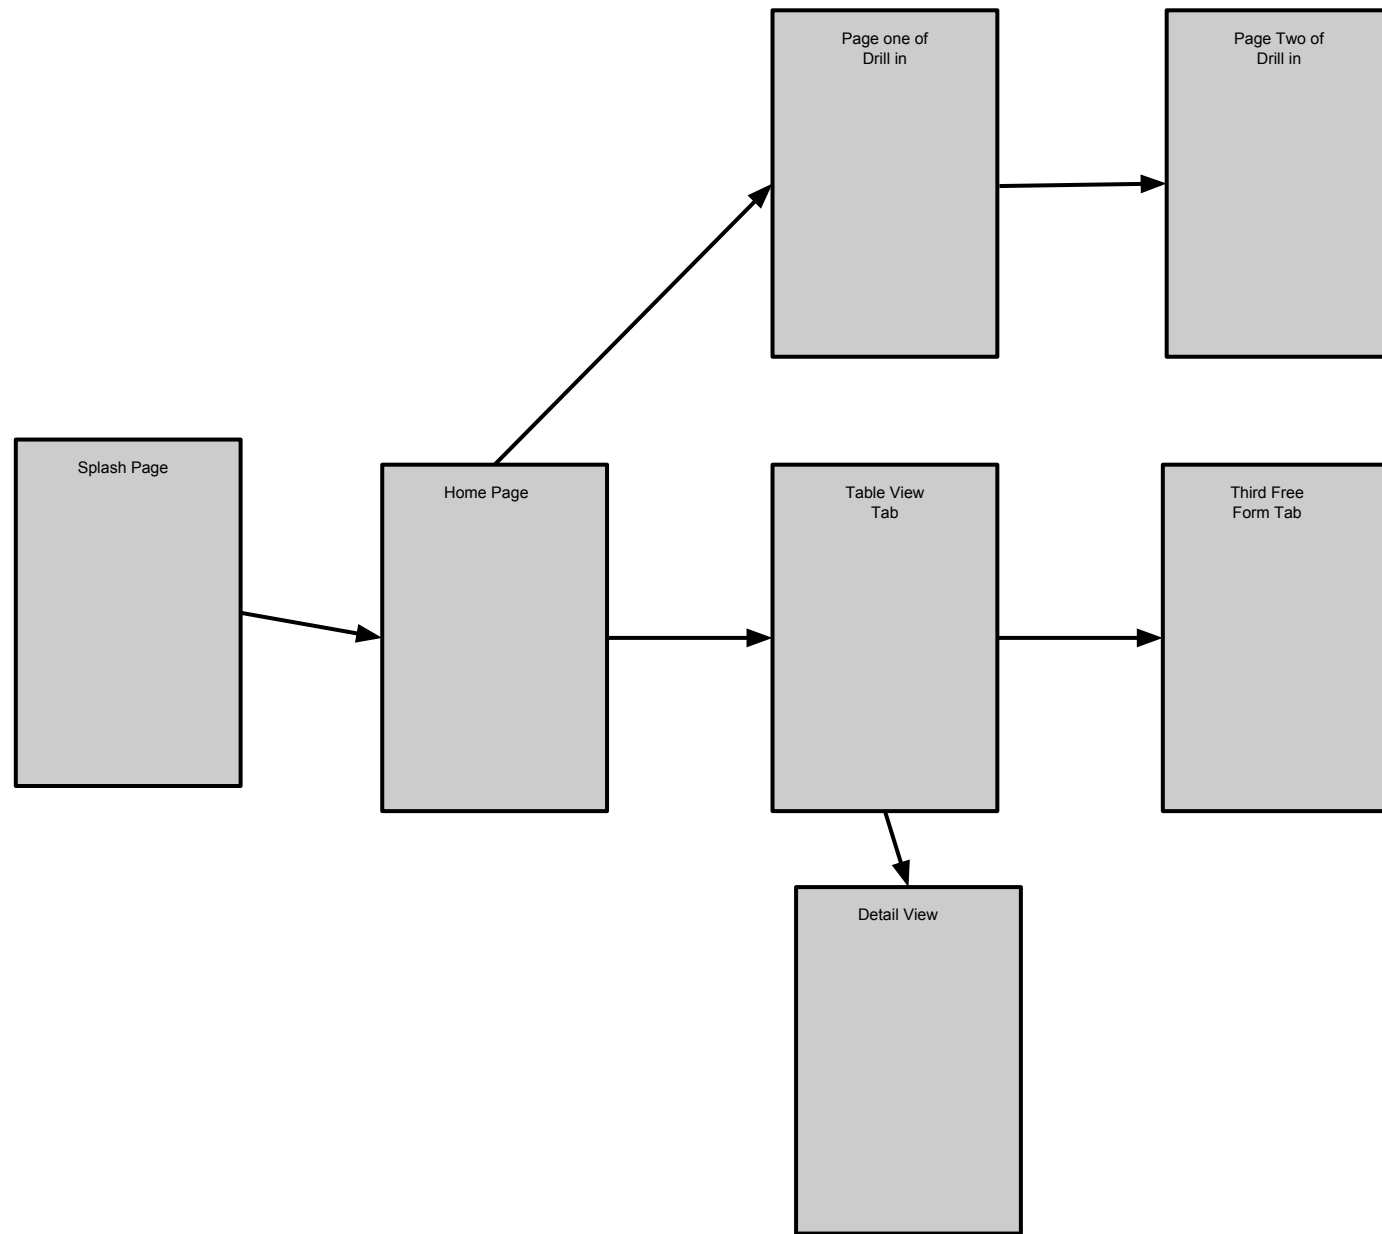 Page one of
Drill in
Page Two of
Drill in
Splash Page
Home Page
Table View
Tab
Third Free
Form Tab
Detail View